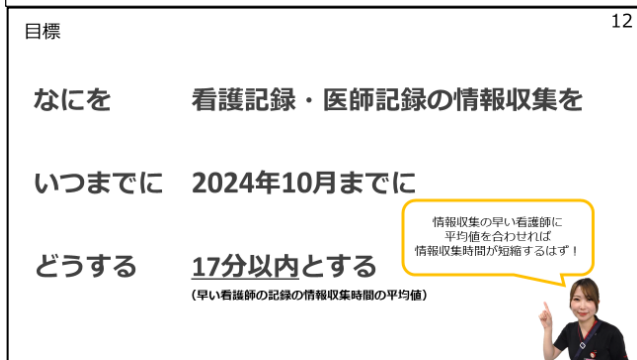 目標
12
なにを 看護記録・医師記録の情報収集を
いつまでに 2024年10月までに
どうする 17分以内とする
(早い看護師の記録の情報収集時間の平均値)
情報収集の早い看護師に
平均値を合わせれば
情報収集時間が短縮するはず!